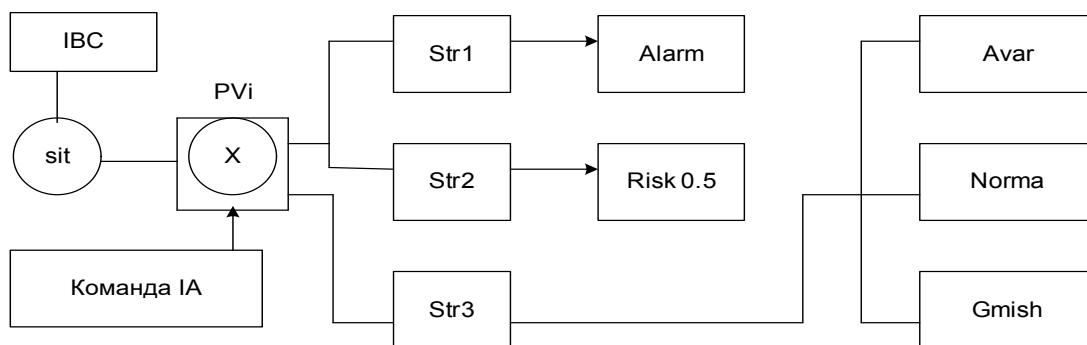 IBC
Str1
Alarm
Avar
PVi
sit
X
Str2
Risk 0.5
Norma
Команда IA
Str3
Gmish